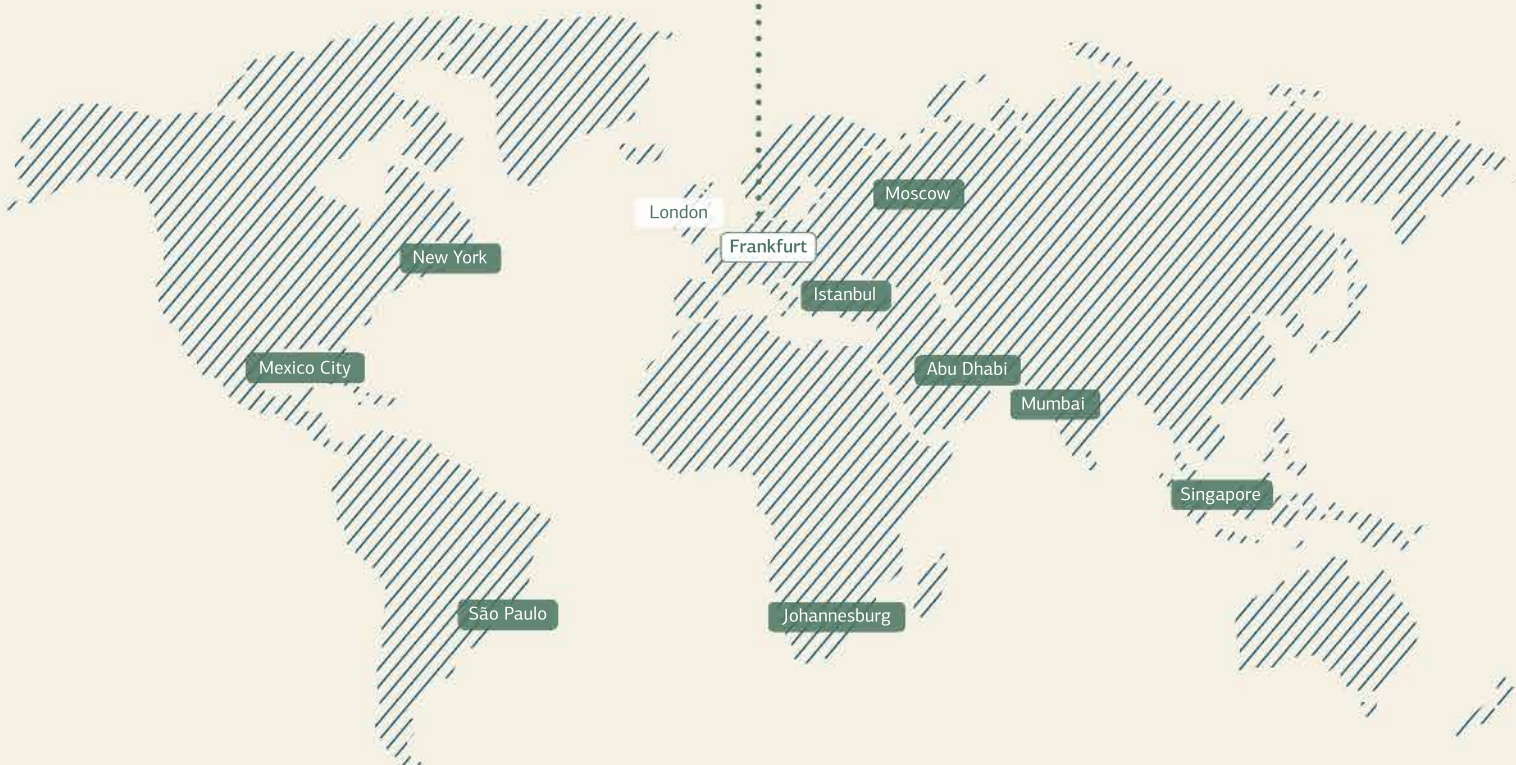 Moscow
London
Frankfurt
New York
Istanbul
Mexico City
Abu Dhabi
Mumbai
Singapore
São Paulo
Johannesburg